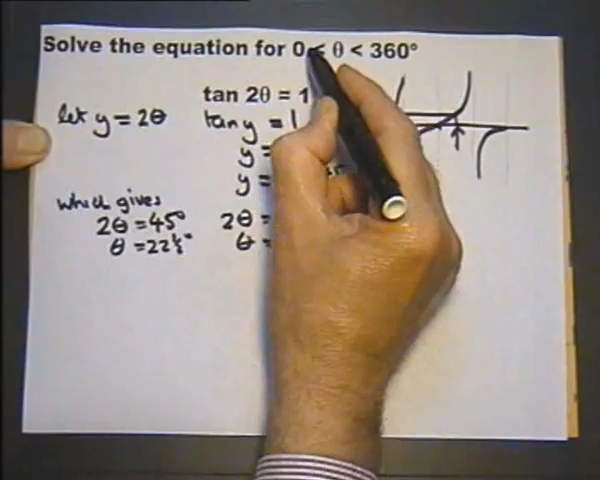 Solve the equation for 0 < θ < 360°
tan 2θ = 1
let y = 2θ
tan y = 1
y =
y =
which gives
2θ = 45°
2θ =
θ = 22½°
θ =